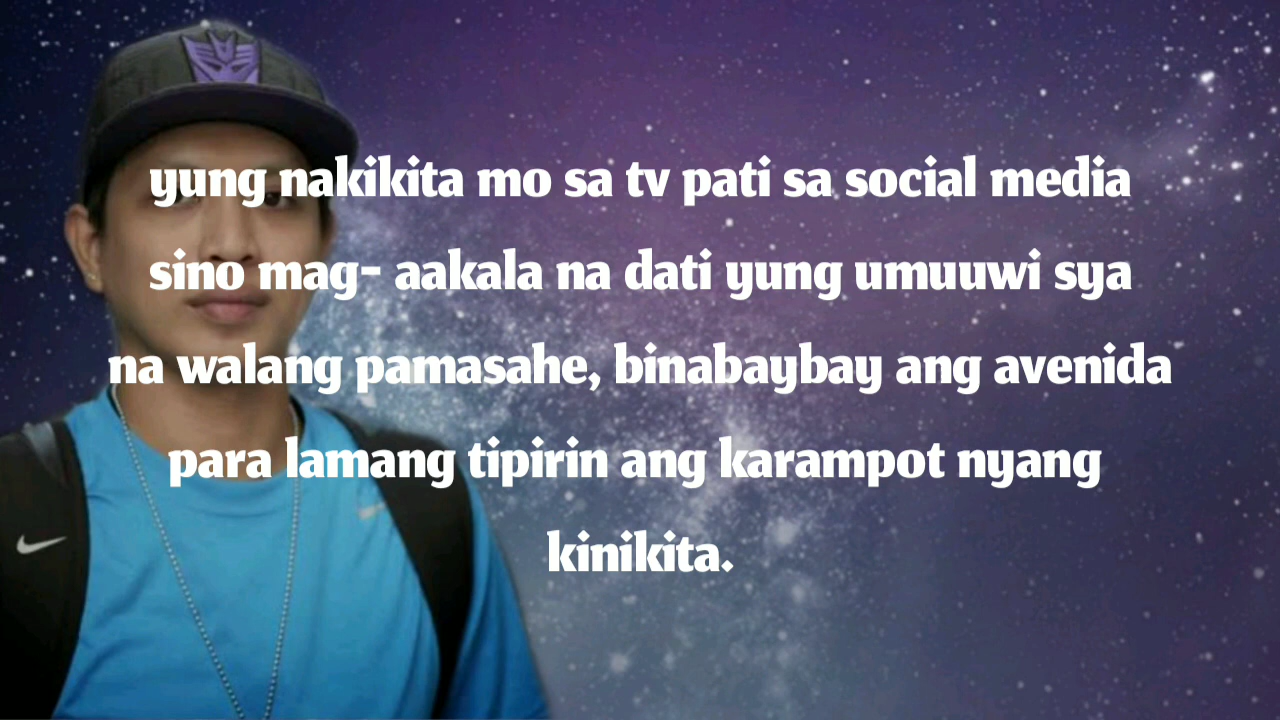 yung nakikita mo sa tv pati sa social media
sino mag- aakala na dati yung umuuwi sya
na walang pamasahe, binabaybay ang avenida
para lamang tipirin ang karampot nyang
kinikita.